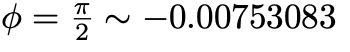 ϕ = π/2 ∼ −0.00753083